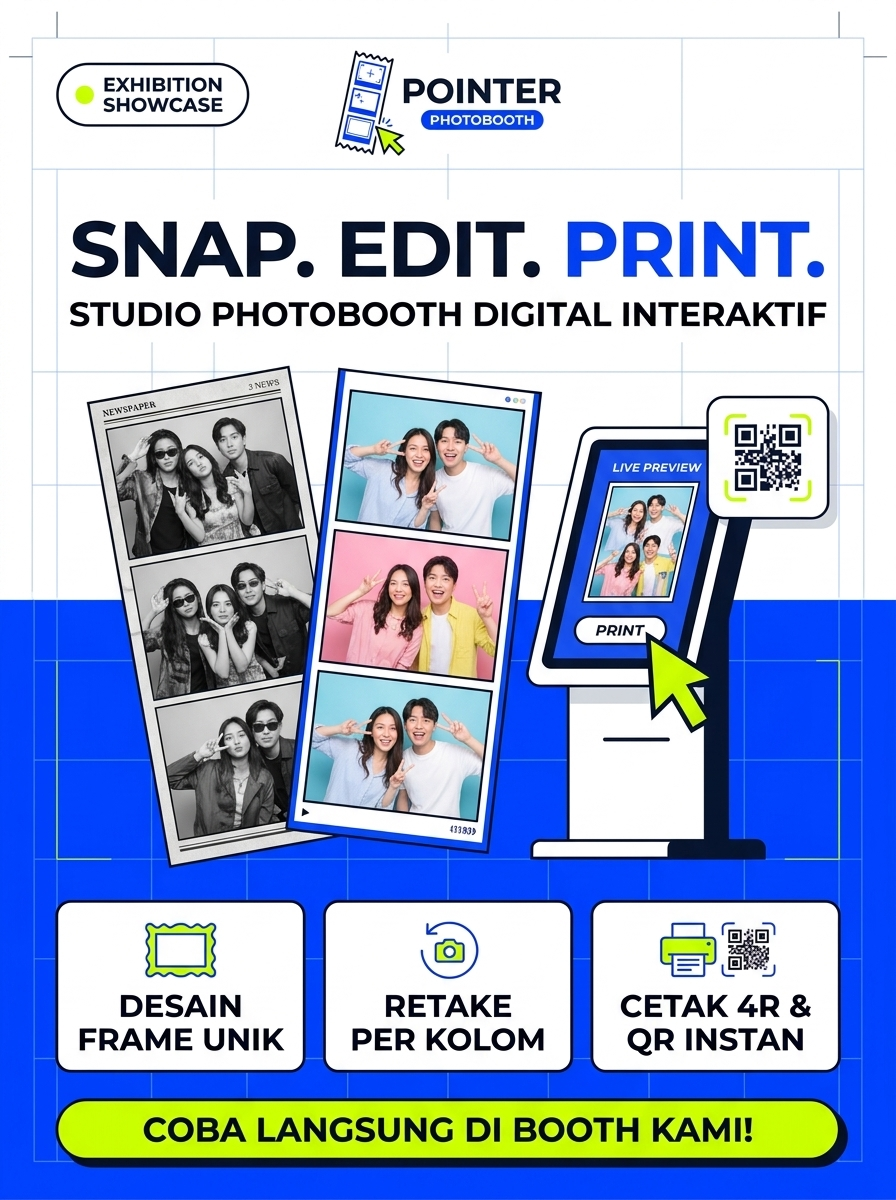 EXHIBITION
SHOWCASE
POINTER
PHOTOBOOTH
SNAP. EDIT. PRINT.
STUDIO PHOTOBOOTH DIGITAL INTERAKTIF
NEWSPAPER
3 NEWS
LIVE PREVIEW
PRINT
DESAIN
FRAME UNIK
RETAKE
PER KOLOM
CETAK 4R &
QR INSTAN
COBA LANGSUNG DI BOOTH KAMI!